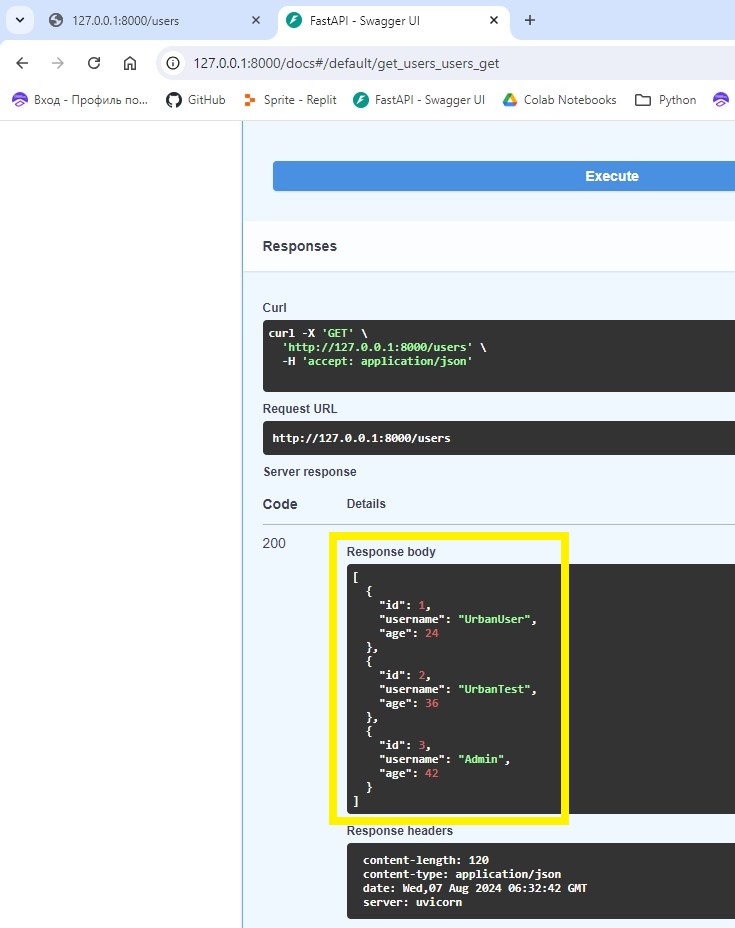 127.0.0.1:8000/users
FastAPI - Swagger UI
127.0.0.1:8000/docs#/default/get_users_users_get
Вход - Профиль по...
GitHub
Sprite - Replit
FastAPI - Swagger UI
Colab Notebooks
Python
Execute
Responses
Curl
curl -X 'GET' \
'http://127.0.0.1:8000/users' \
-H 'accept: application/json'
Request URL
http://127.0.0.1:8000/users
Server response
Code Details
200
Response body
[
{
"id": 1,
"username": "UrbanUser",
"age": 24
},
{
"id": 2,
"username": "UrbanTest",
"age": 36
},
{
"id": 3,
"username": "Admin",
"age": 42
}
]
Response headers
content-length: 120
content-type: application/json
date: Wed,07 Aug 2024 06:32:42 GMT
server: uvicorn